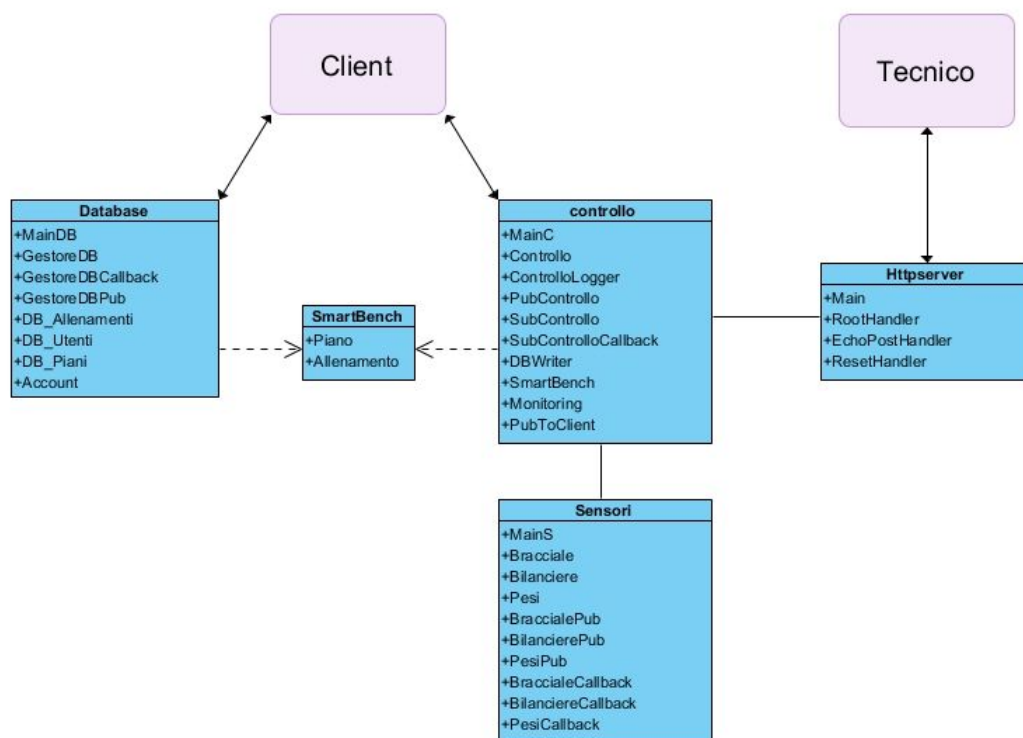 Client
Tecnico
Database
+MainDB
+GestoreDB
+GestoreDBCallback
+GestoreDBPub
+DB_Allenamenti
+DB_Utenti
+DB_Piani
+Account
SmartBench
+Piano
+Allenamento
controllo
+MainC
+Controllo
+ControlloLogger
+PubControllo
+SubControllo
+SubControlloCallback
+DBWriter
+SmartBench
+Monitoring
+PubToClient
Httpserver
+Main
+RootHandler
+EchoPostHandler
+ResetHandler
Sensori
+MainS
+Bracciale
+Bilanciere
+Pesi
+BraccialePub
+BilancierePub
+PesiPub
+BraccialeCallback
+BilanciereCallback
+PesiCallback